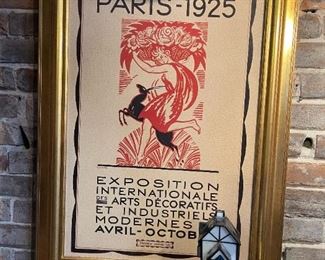 PARIS-1925
EXPOSITION
INTERNATIONALE
DES ARTS DÉCORATIFS
ET INDUSTRIELS
MODERNES
AVRIL-OCTOB